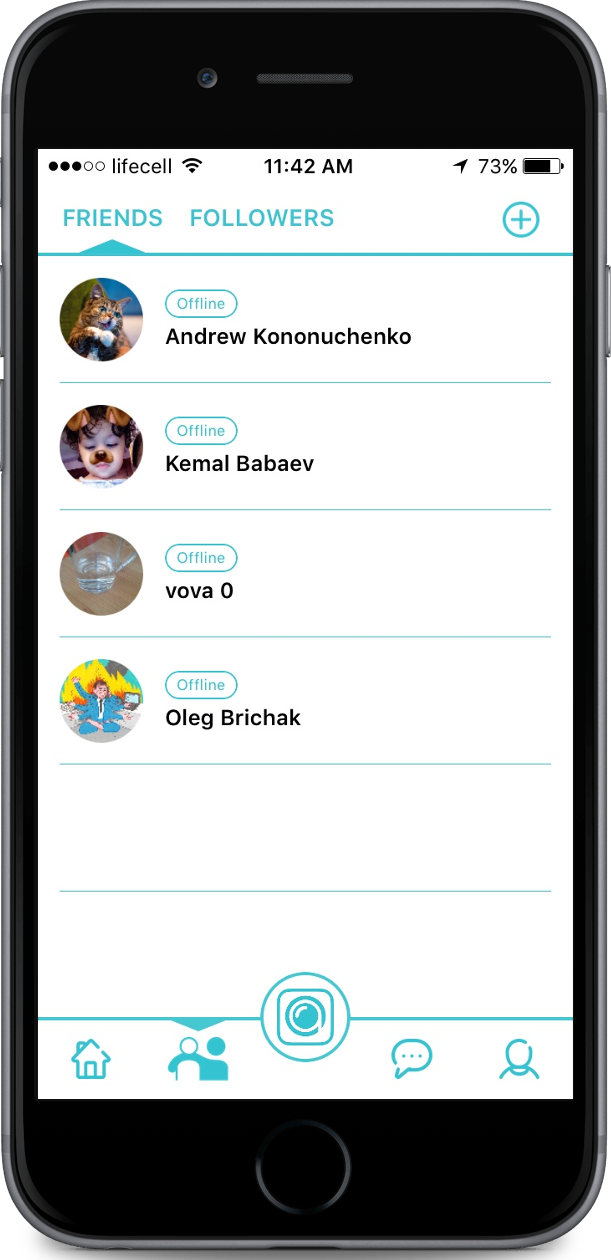 lifecell 11:42 AM 73%
FRIENDS FOLLOWERS
Offline
Andrew Kononuchenko
Offline
Kemal Babaev
Offline
vova 0
Offline
Oleg Brichak